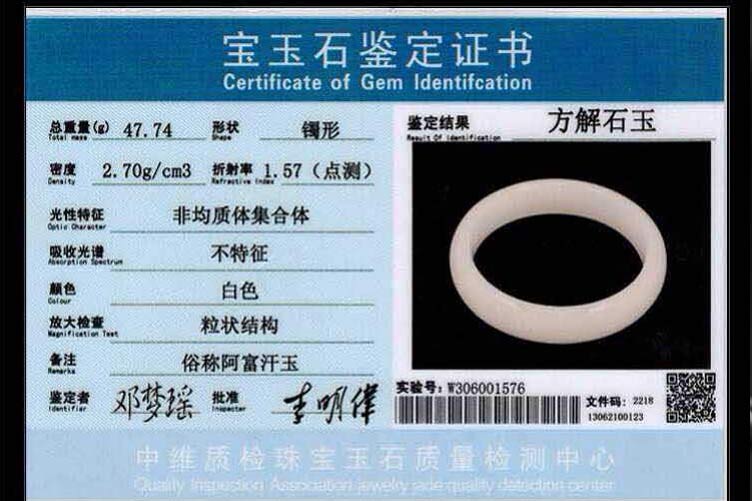 宝玉石鉴定证书
Certificate of Gem Identifcation
总重量(g) 47.74 形状 镯形
Total mass Shape
密度 2.70g/cm3 折射率 1.57（点测）
Density Refractive Index
光性特征 非均质体集合体
Optic Character
吸收光谱 不特征
Absorption Spectrum
颜色 白色
Colour
放大检查 粒状结构
Magnification Test
备注 俗称阿富汗玉
Remarks
鉴定者 邓梦瑶 批准 李明伟
Identifier Inspecter
鉴定结果 方解石玉
Result Of Identification
实验号: W306001576
文件码: 2218
13062100123
中维质检珠宝玉石质量检测中心
Quality Inspection Association jewelry jade quality detection center